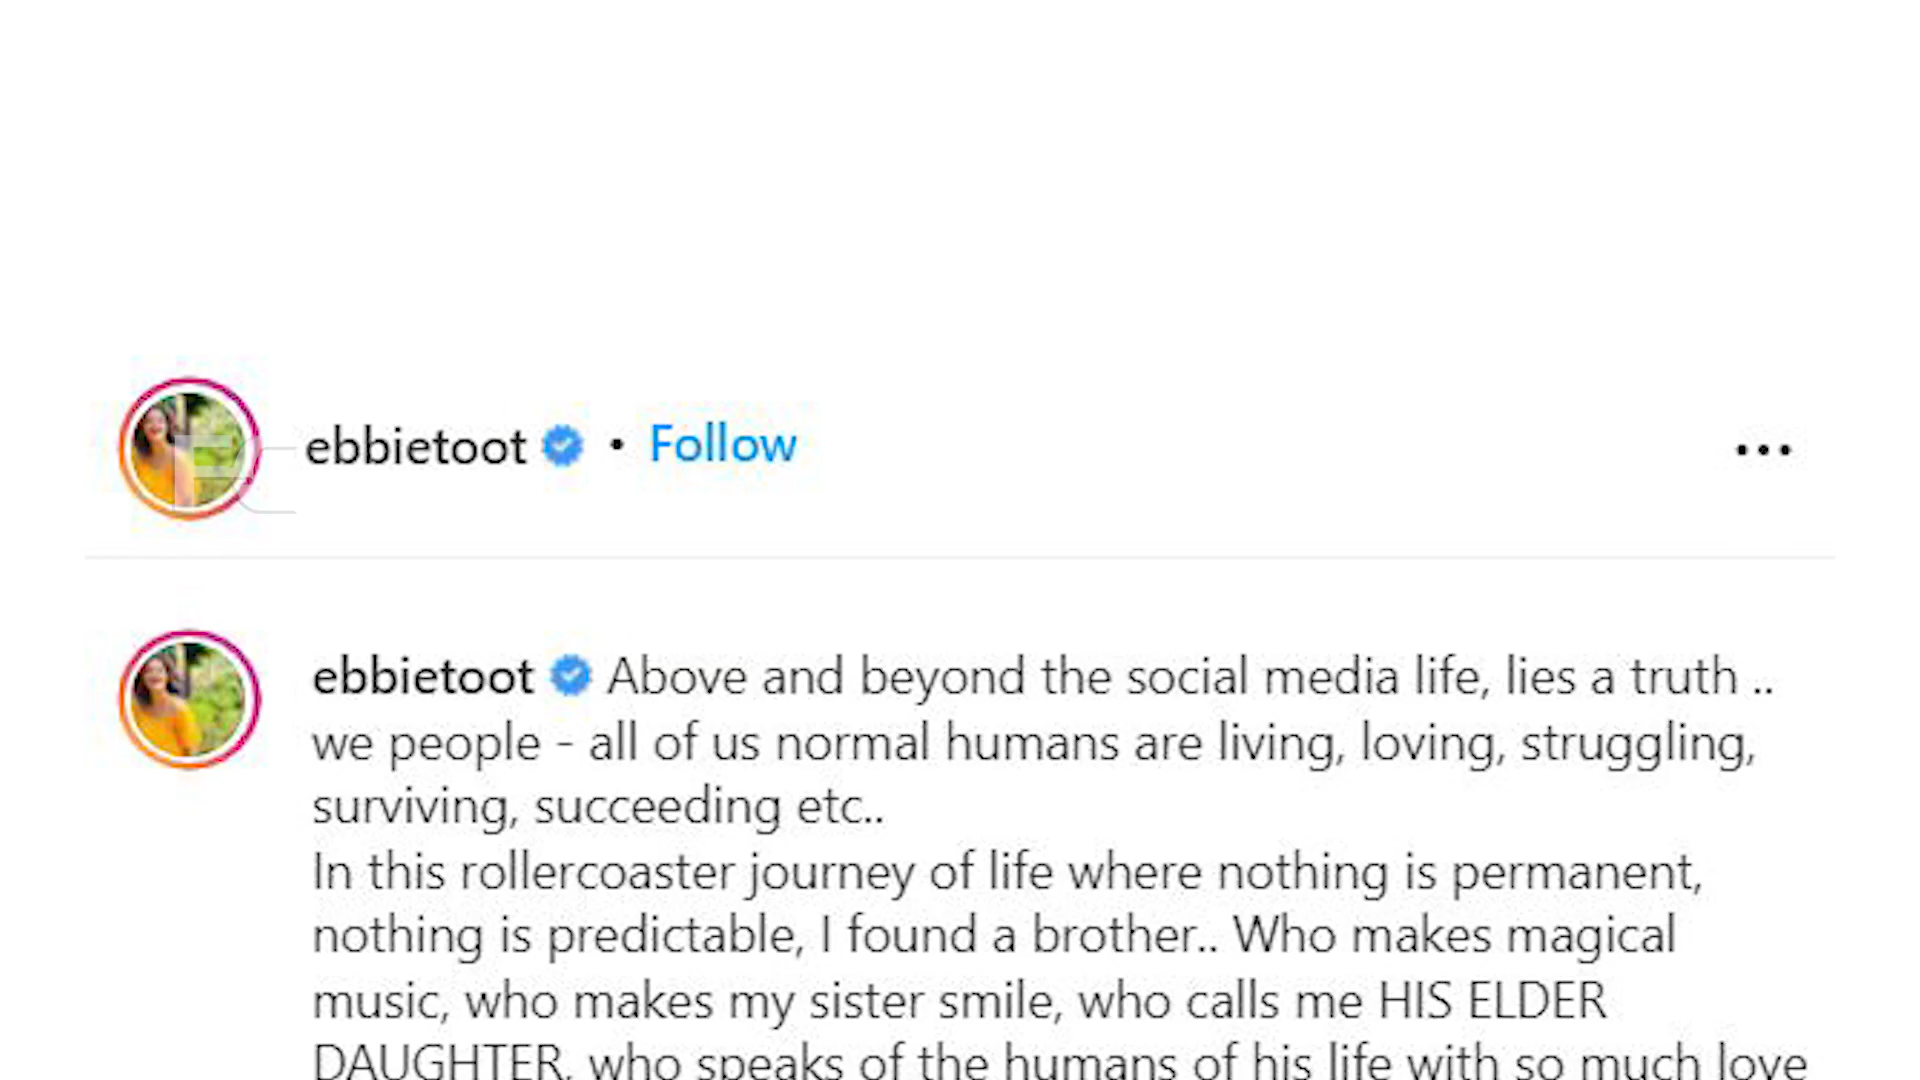 ebbietoot • Follow
ebbietoot Above and beyond the social media life, lies a truth ..
we people - all of us normal humans are living, loving, struggling,
surviving, succeeding etc..
In this rollercoaster journey of life where nothing is permanent,
nothing is predictable, I found a brother.. Who makes magical
music, who makes my sister smile, who calls me HIS ELDER
DAUGHTER, who speaks of the humans of his life with so much love